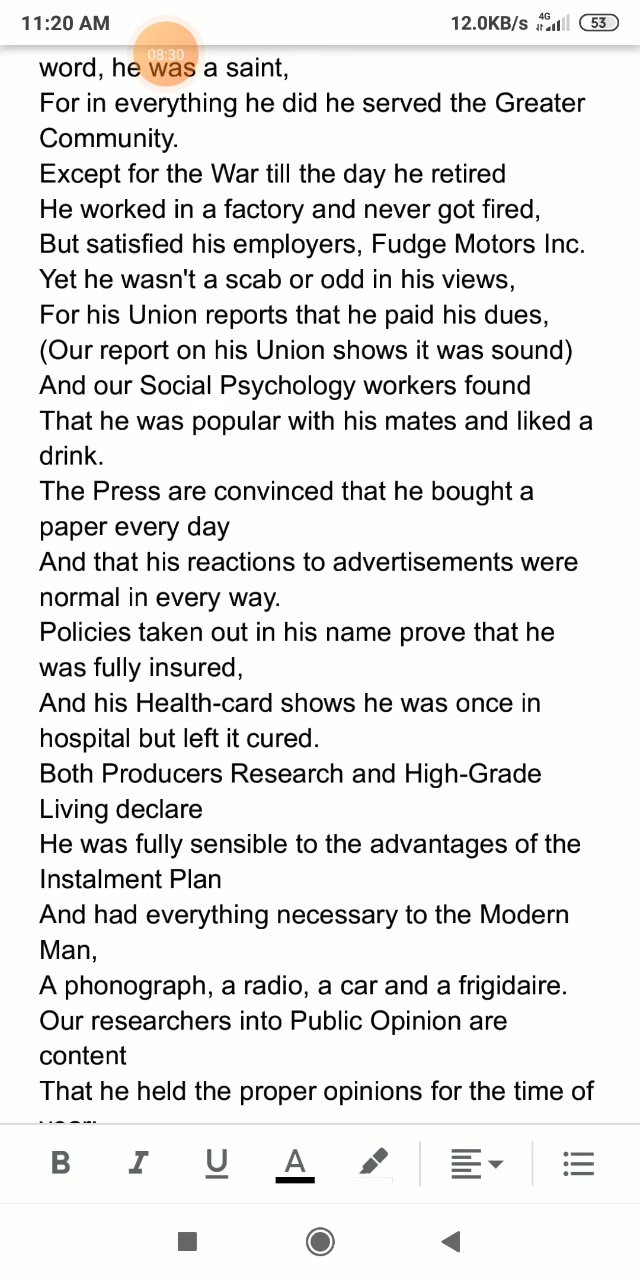 11:20 AM
12.0KB/s 4G 53
08:30
word, he was a saint,
For in everything he did he served the Greater
Community.
Except for the War till the day he retired
He worked in a factory and never got fired,
But satisfied his employers, Fudge Motors Inc.
Yet he wasn't a scab or odd in his views,
For his Union reports that he paid his dues,
(Our report on his Union shows it was sound)
And our Social Psychology workers found
That he was popular with his mates and liked a
drink.
The Press are convinced that he bought a
paper every day
And that his reactions to advertisements were
normal in every way.
Policies taken out in his name prove that he
was fully insured,
And his Health-card shows he was once in
hospital but left it cured.
Both Producers Research and High-Grade
Living declare
He was fully sensible to the advantages of the
Instalment Plan
And had everything necessary to the Modern
Man,
A phonograph, a radio, a car and a frigidaire.
Our researchers into Public Opinion are
content
That he held the proper opinions for the time of
B I U A